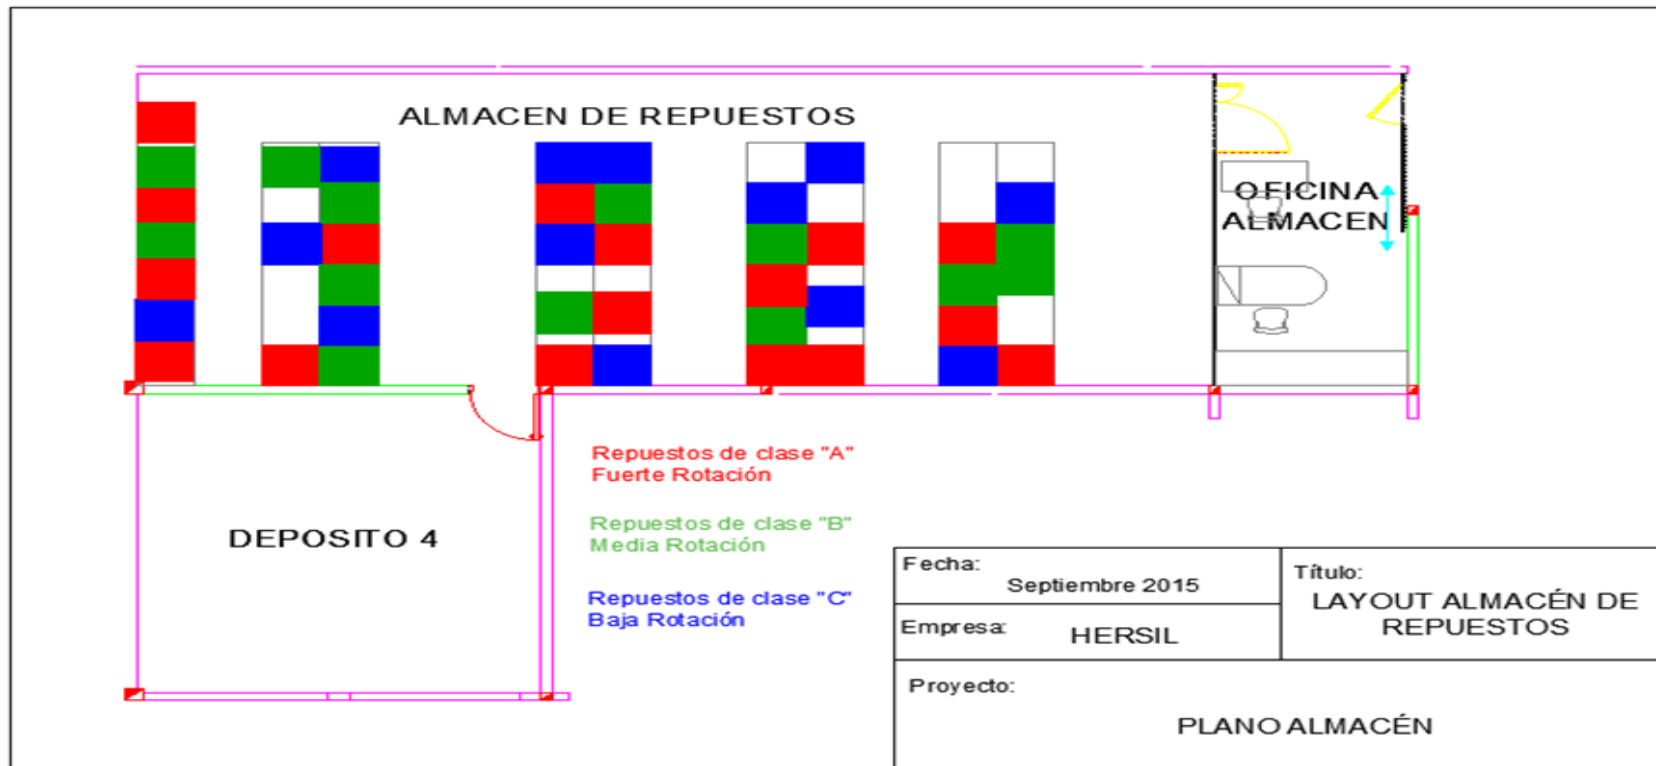 ALMACEN DE REPUESTOS
OFICINA
ALMACEN
Repuestos de clase "A"
Fuerte Rotación
DEPOSITO 4
Repuestos de clase "B"
Media Rotación
Repuestos de clase "C"
Baja Rotación
Fecha:
Septiembre 2015
Título:
LAYOUT ALMACÉN DE
REPUESTOS
Empresa:
HERSIL
Proyecto:
PLANO ALMACÉN